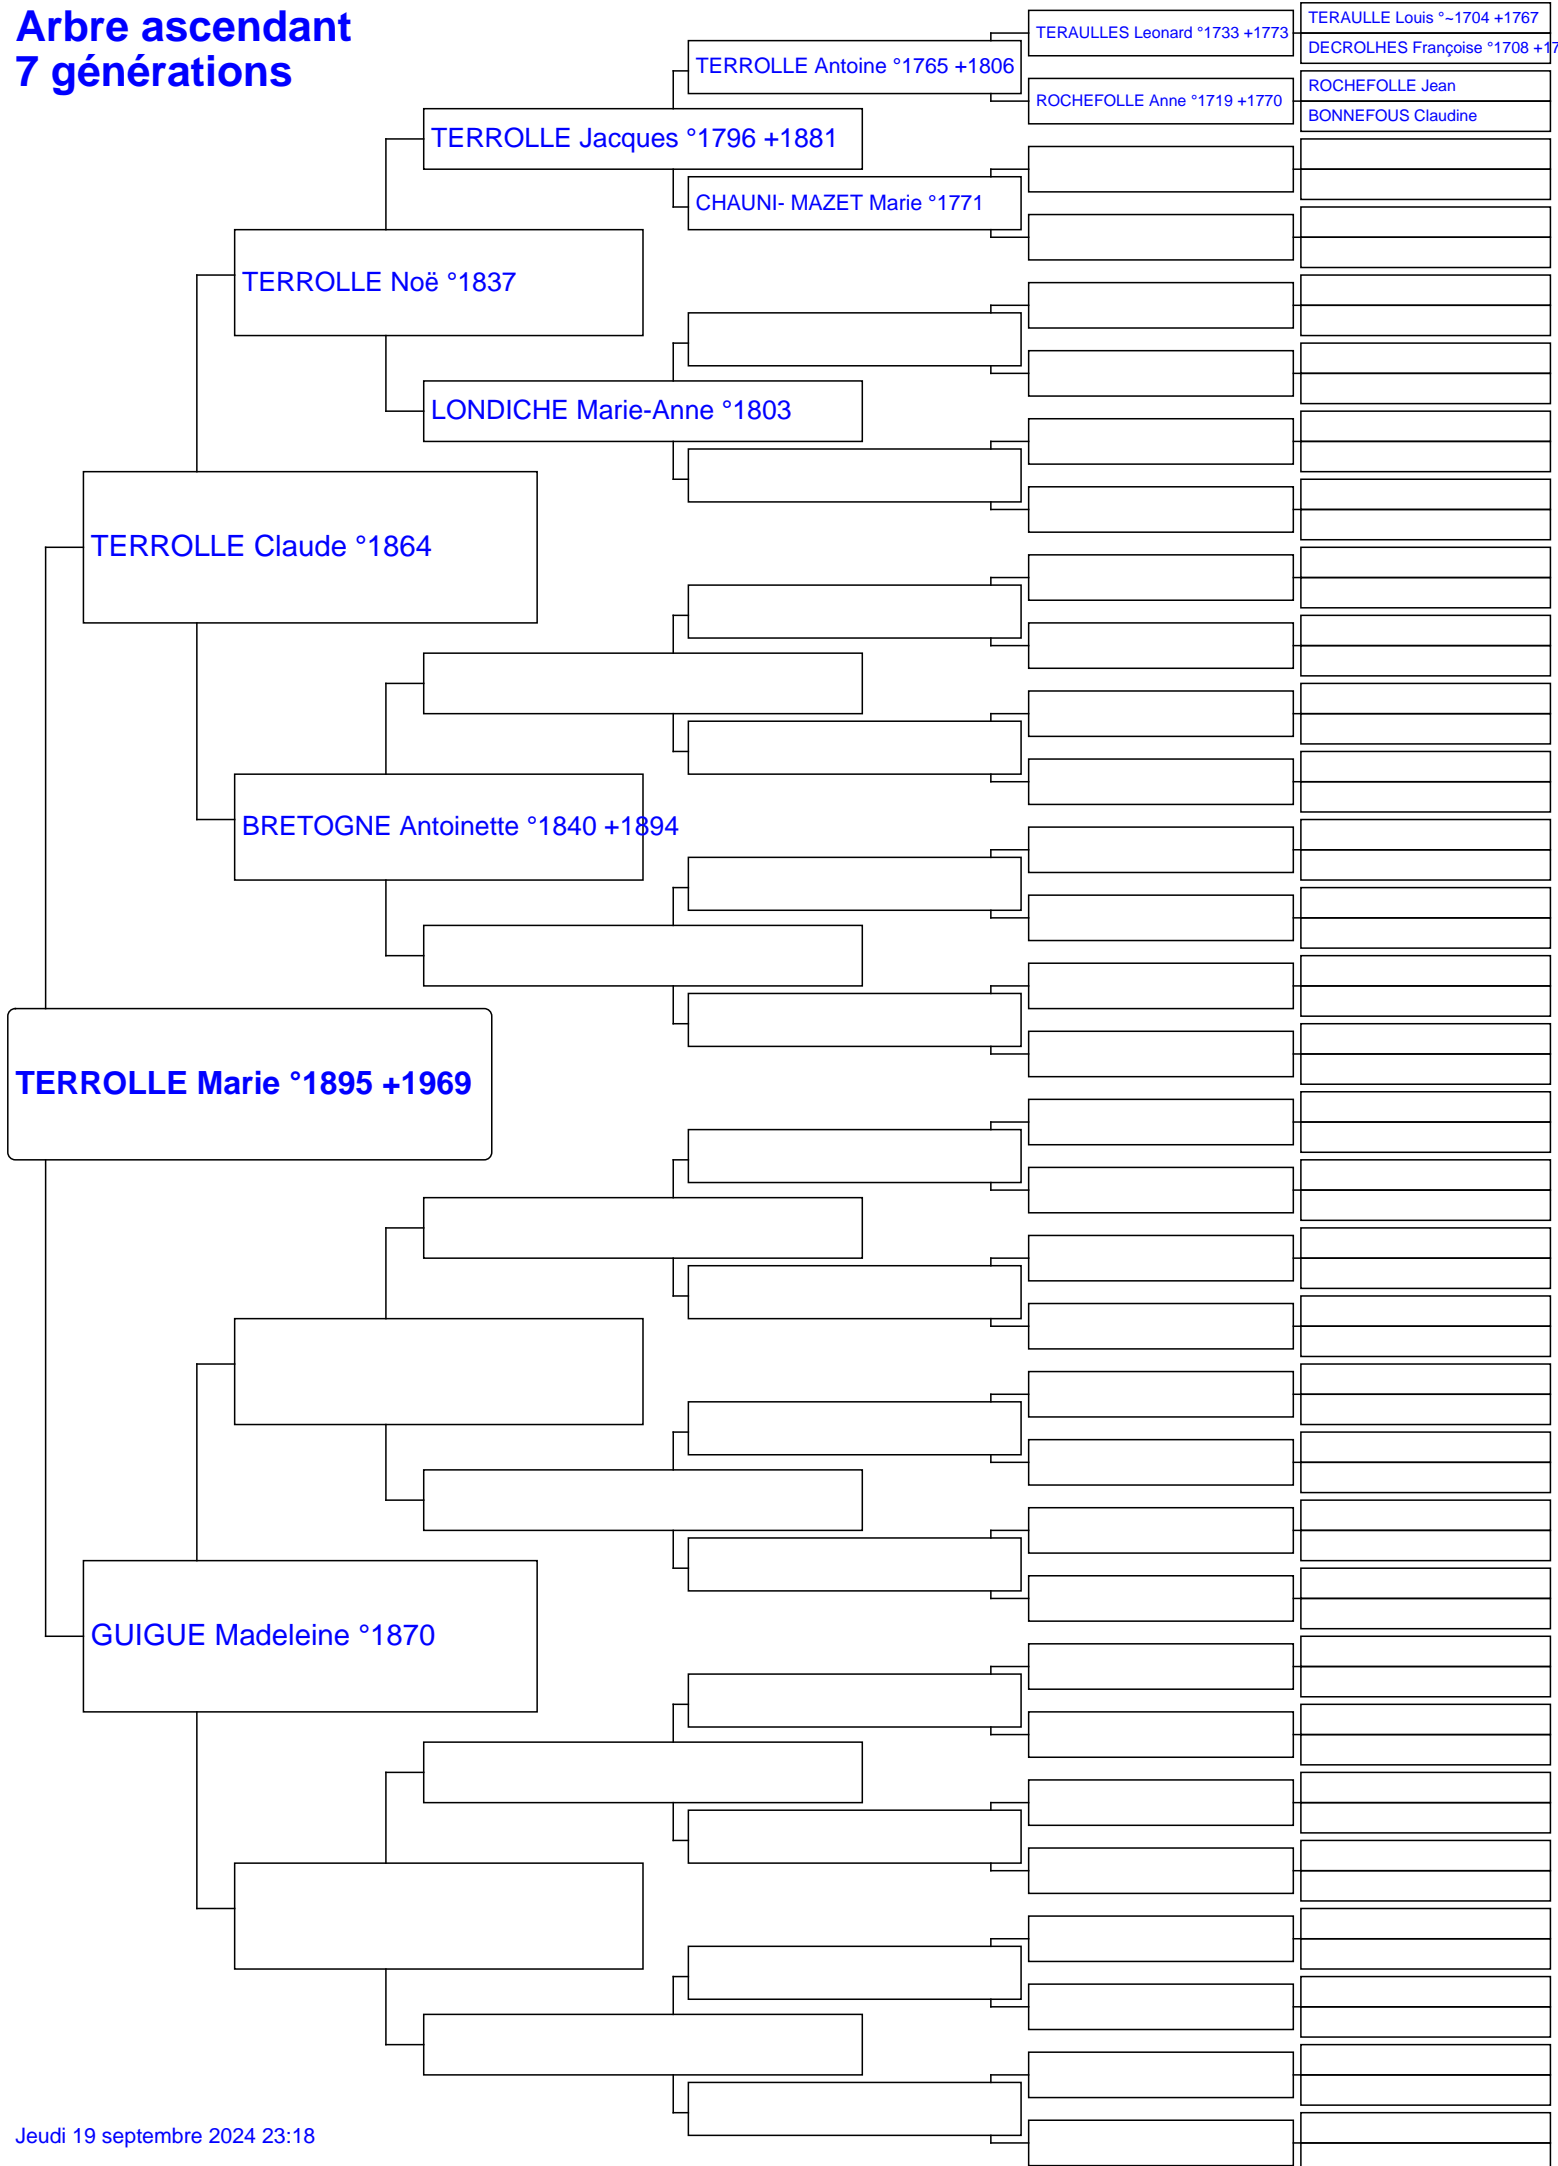 Arbre ascendant
7 générations
TERAULLE Louis °~1704 +1767
TERAULLES Leonard °1733 +1773
DECROLHES Françoise °1708 +17
TERROLLE Antoine °1765 +1806
ROCHEFOLLE Jean
ROCHEFOLLE Anne °1719 +1770
BONNEFOUS Claudine
TERROLLE Jacques °1796 +1881
CHAUNI- MAZET Marie °1771
TERROLLE Noë °1837
LONDICHE Marie-Anne °1803
TERROLLE Claude °1864
BRETOGNE Antoinette °1840 +1894
TERROLLE Marie °1895 +1969
GUIGUE Madeleine °1870
Jeudi 19 septembre 2024 23:18